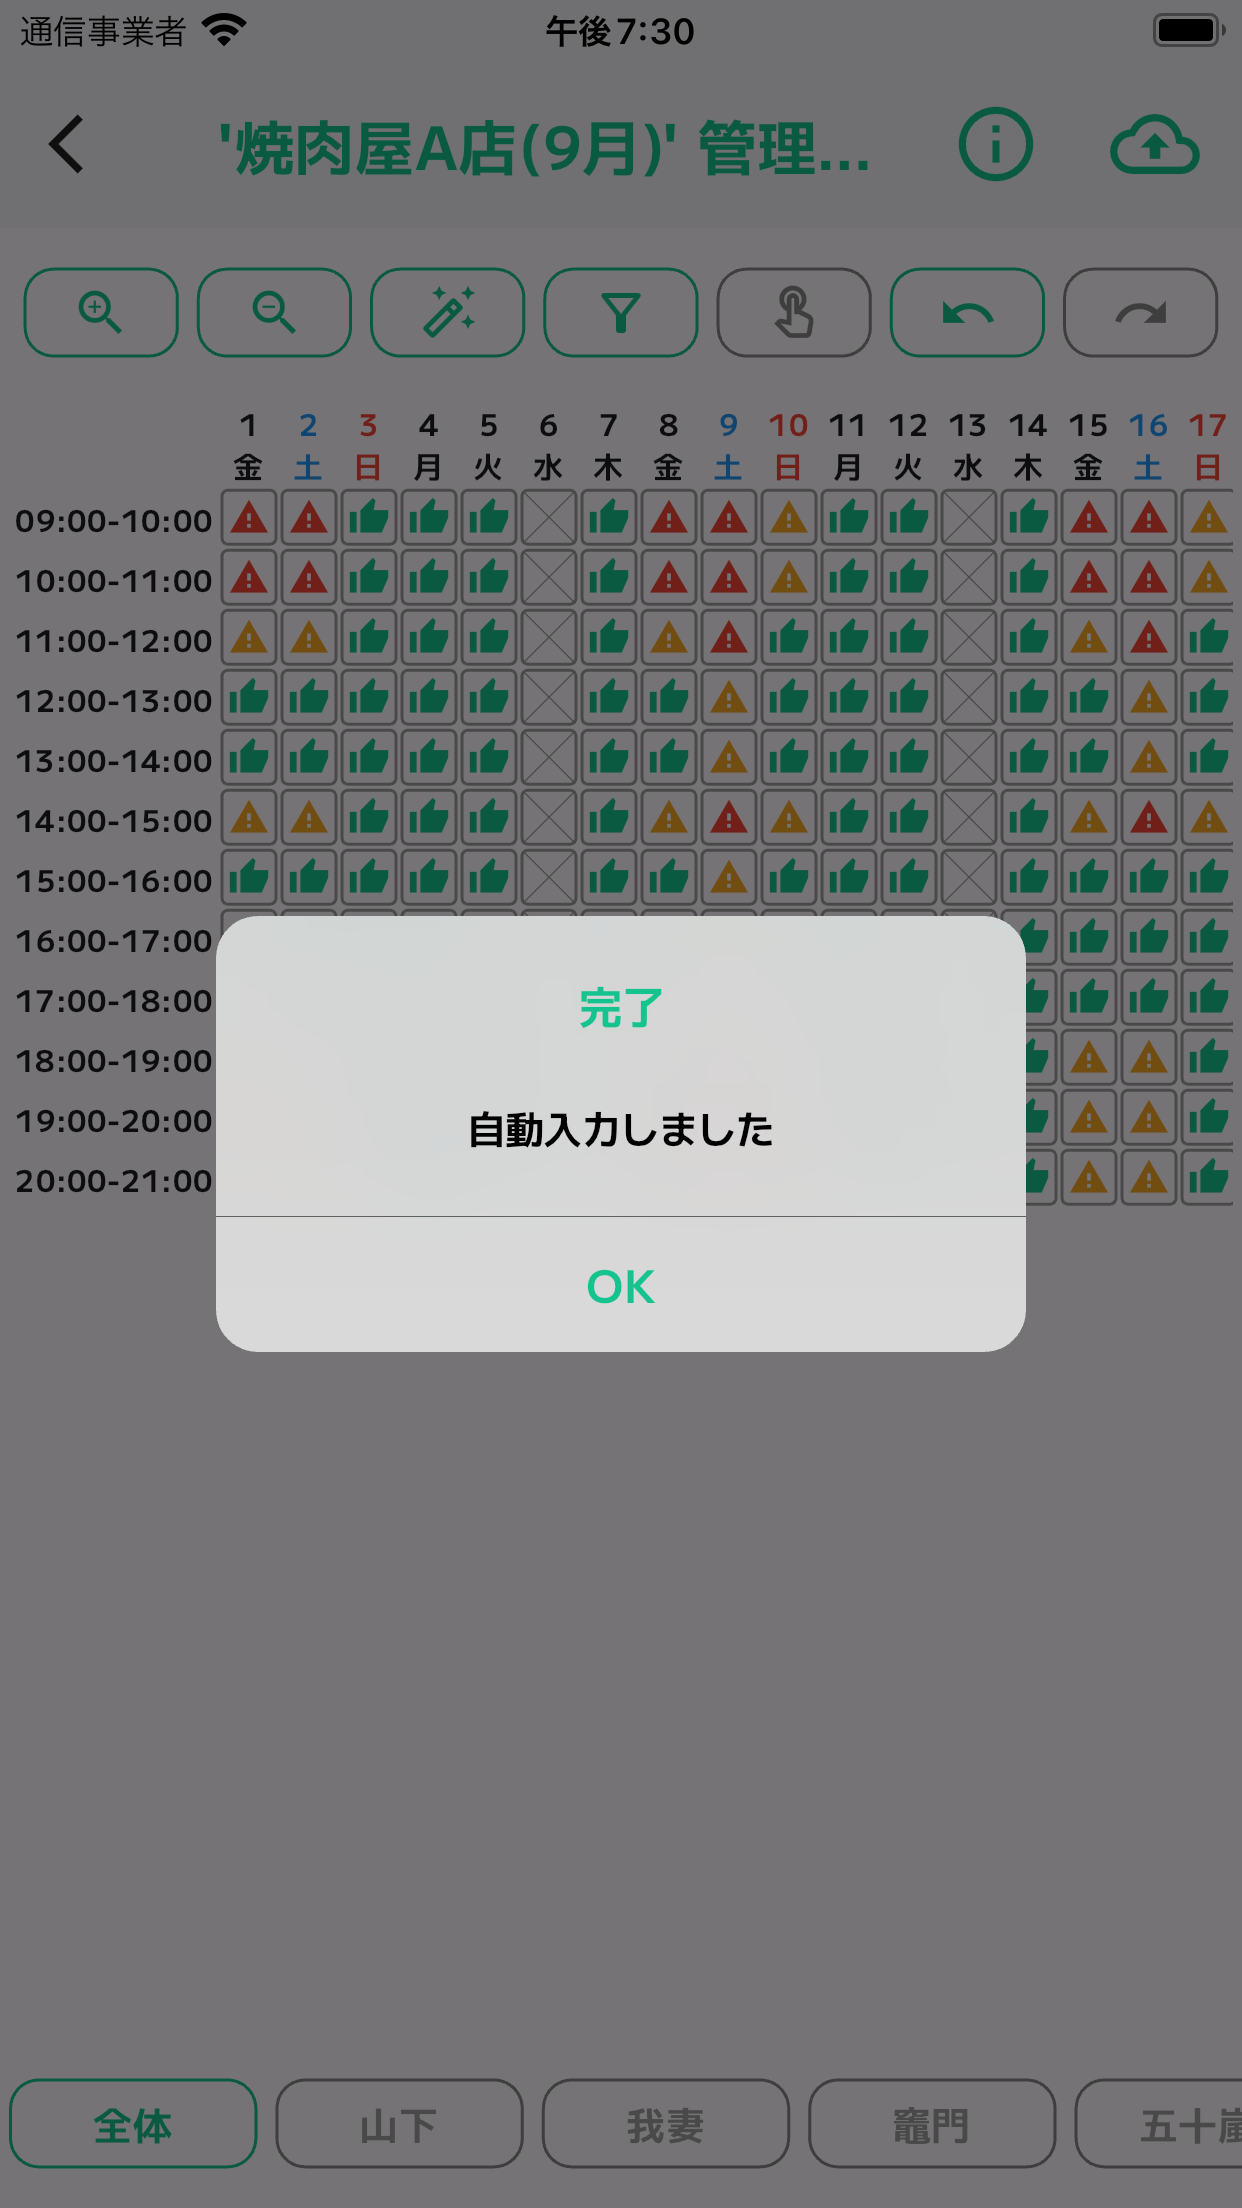 通信事業者 午後7:30
'焼肉屋A店(9月)' 管理...
1 2 3 4 5 6 7 8 9 10 11 12 13 14 15 16 17
金 土 日 月 火 水 木 金 土 日 月 火 水 木 金 土 日
09:00-10:00
10:00-11:00
11:00-12:00
12:00-13:00
13:00-14:00
14:00-15:00
15:00-16:00
16:00-17:00
17:00-18:00
18:00-19:00
19:00-20:00
20:00-21:00
完了
自動入力しました
OK
全体 山下 我妻 竈門 五十嵐